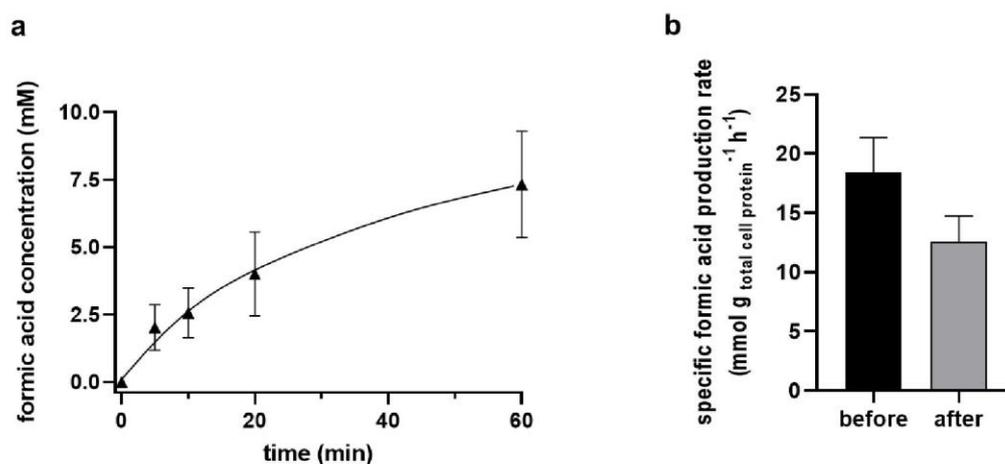 a
formic acid concentration (mM)
10.0
7.5
5.0
2.5
0.0
0
20
40
60
time (min)
b
specific formic acid production rate
(mmol g total cell protein-1 h-1)
25
20
15
10
5
0
before
after